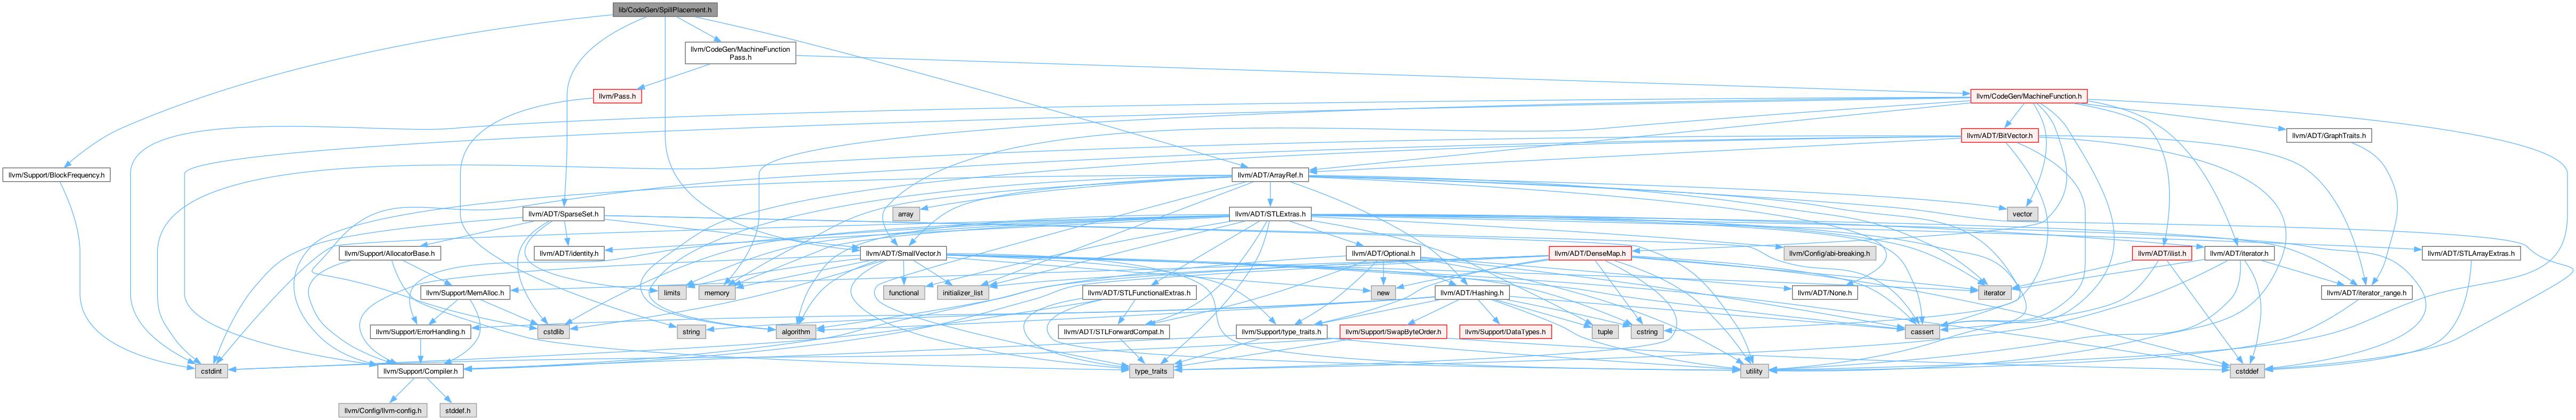 lib/CodeGen/SpillPlacement.h
llvm/CodeGen/MachineFunction
Pass.h
llvm/Pass.h
llvm/CodeGen/MachineFunction.h
llvm/ADT/BitVector.h
llvm/ADT/GraphTraits.h
llvm/Support/BlockFrequency.h
llvm/ADT/ArrayRef.h
llvm/ADT/SparseSet.h
array
llvm/ADT/STLExtras.h
vector
llvm/Support/AllocatorBase.h
llvm/ADT/identity.h
llvm/ADT/SmallVector.h
llvm/ADT/Optional.h
llvm/ADT/DenseMap.h
llvm/Config/abi-breaking.h
llvm/ADT/ilist.h
llvm/ADT/iterator.h
llvm/ADT/STLArrayExtras.h
llvm/Support/MemAlloc.h
limits
memory
functional
initializer_list
llvm/ADT/STLFunctionalExtras.h
new
llvm/ADT/Hashing.h
llvm/ADT/None.h
iterator
llvm/ADT/iterator_range.h
llvm/Support/ErrorHandling.h
cstdlib
string
algorithm
llvm/ADT/STLForwardCompat.h
llvm/Support/type_traits.h
llvm/Support/SwapByteOrder.h
llvm/Support/DataTypes.h
tuple
cstring
cassert
cstdint
llvm/Support/Compiler.h
type_traits
utility
cstddef
llvm/Config/llvm-config.h
stddef.h